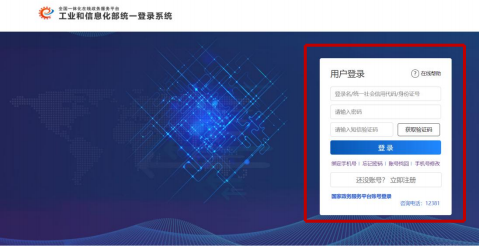 全国一体化在线政务服务平台
工业和信息化部统一登录系统
用户登录
? 在线帮助
登录名/统一社会信用代码/身份证号
请输入密码
请输入短信验证码
获取验证码
登 录
绑定手机号 | 忘记密码 | 账号找回 | 手机号修改
还没账号？ 立即注册
国家政务服务平台账号登录
咨询电话：12381